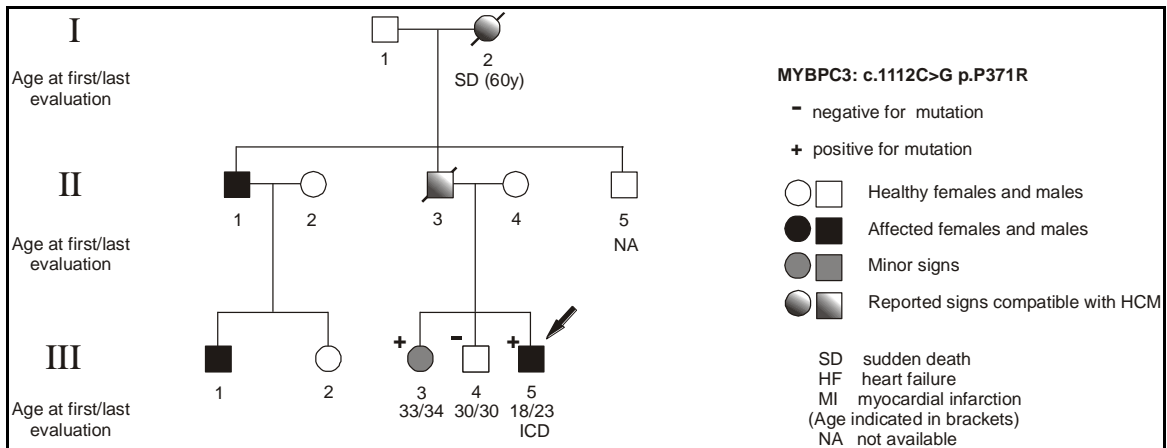 I
1
2
SD (60y)
Age at first/last
evaluation
II
1
2
3
4
5
NA
Age at first/last
evaluation
III
+
-
+
1
2
3
4
5
33/34
30/30
18/23
ICD
Age at first/last
evaluation
MYBPC3: c.1112C>G p.P371R
- negative for mutation
+ positive for mutation
Healthy females and males
Affected females and males
Minor signs
Reported signs compatible with HCM
SD sudden death
HF heart failure
MI myocardial infarction
(Age indicated in brackets)
NA not available